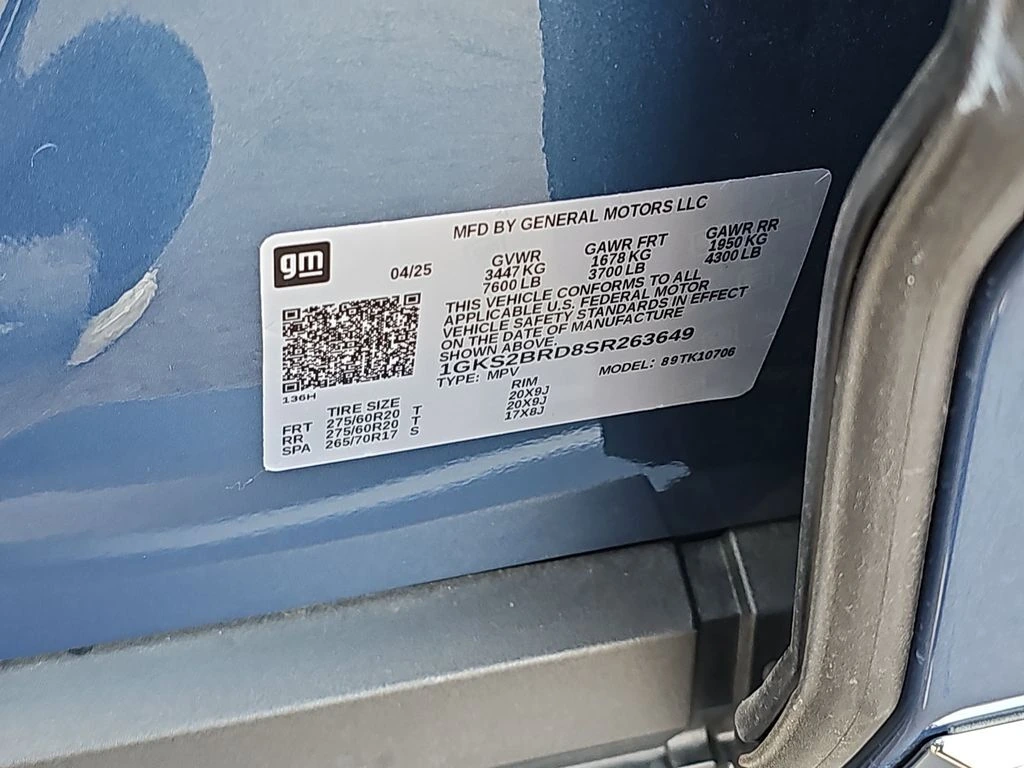 MFD BY GENERAL MOTORS LLC
gm
04/25
GVWR GAWR FRT GAWR RR
3447 KG 1678 KG 1950 KG
7600 LB 3700 LB 4300 LB
THIS VEHICLE CONFORMS TO ALL
APPLICABLE U.S. FEDERAL MOTOR
VEHICLE SAFETY STANDARDS IN EFFECT
ON THE DATE OF MANUFACTURE
SHOWN ABOVE.
1GKS2BRD8SR263649
TYPE: MPV MODEL: 89TK10706
136H
TIRE SIZE RIM
FRT 275/60R20 T 20X9J
RR 275/60R20 T 20X9J
SPA 265/70R17 S 17X8J